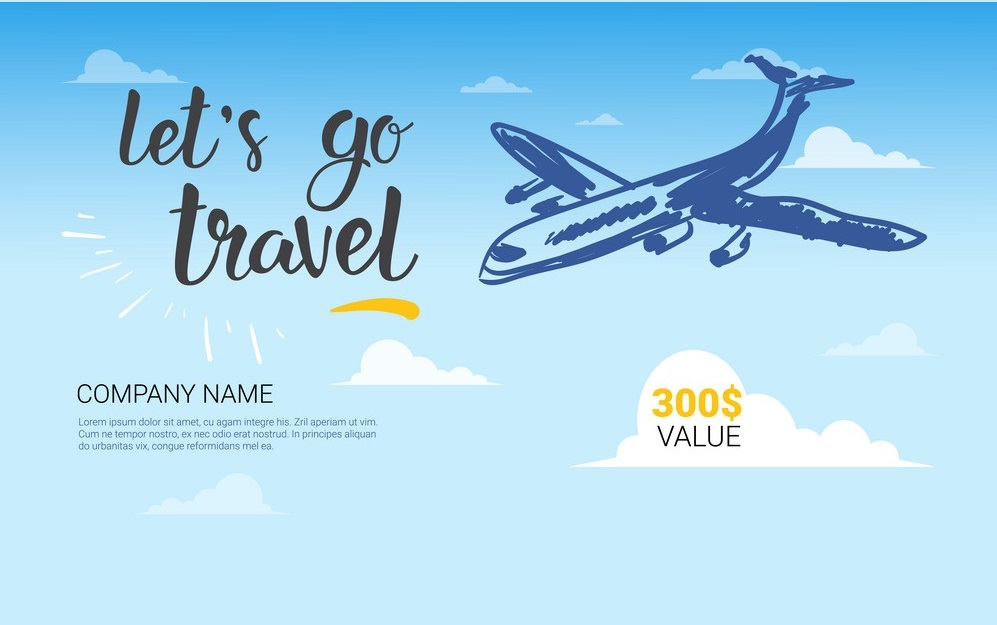 let's go
travel
COMPANY NAME
Lorem ipsum dolor sit amet, cu agam integre his. Zril aperiam ut vim.
Cum ne tempor nostro, ex nec odio erat nostrud. In principes aliquan
do urbanitas vix, congue reformidans mel ea.
300$
VALUE